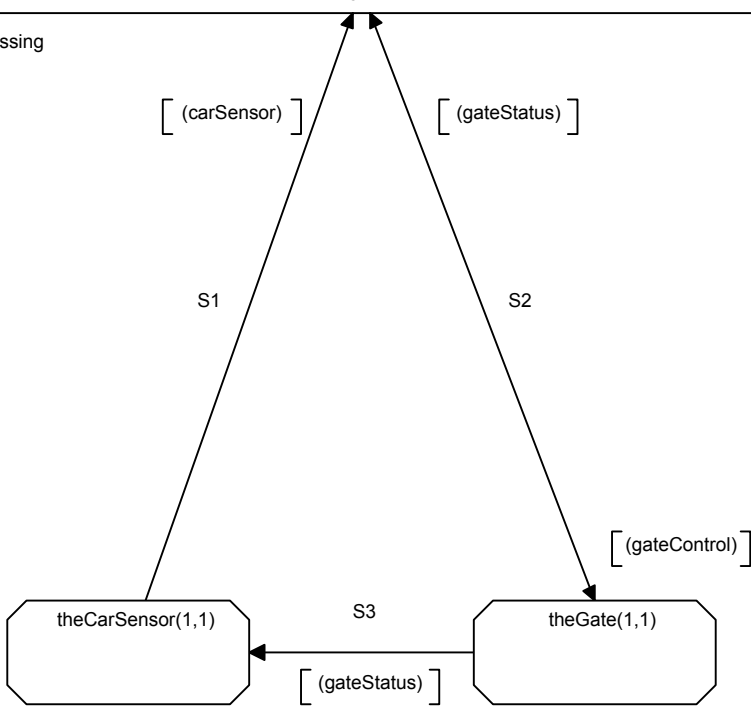 ssing
(carSensor)
(gateStatus)
S1
S2
(gateControl)
theCarSensor(1,1)
S3
theGate(1,1)
(gateStatus)